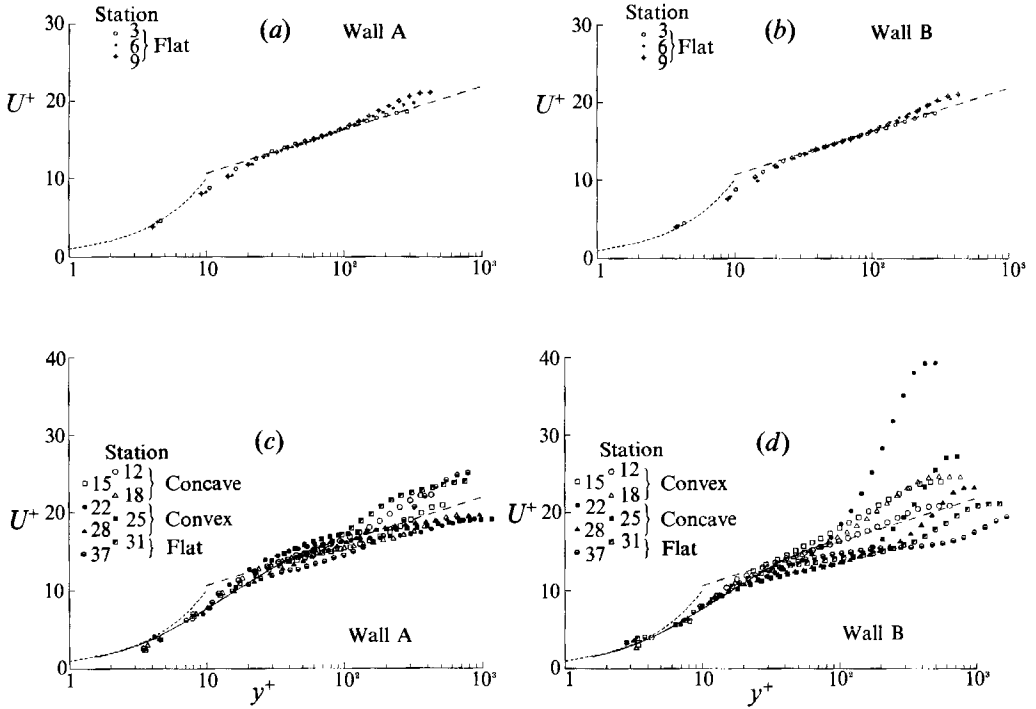 Station
3
6
9
Flat
(a)
Wall A
U⁺
30
20
10
0
1
10
10²
10³
Station
3
6
9
Flat
(b)
Wall B
U⁺
30
20
10
0
1
10
10²
10³
Station
12
15
18
Concave
22
25
Convex
28
31
Flat
37
(c)
Wall A
U⁺
40
30
20
10
0
1
10
10²
10³
y⁺
Station
12
15
18
Convex
22
25
Concave
28
31
Flat
37
(d)
Wall B
U⁺
40
30
20
10
0
1
10
10²
10³
y⁺